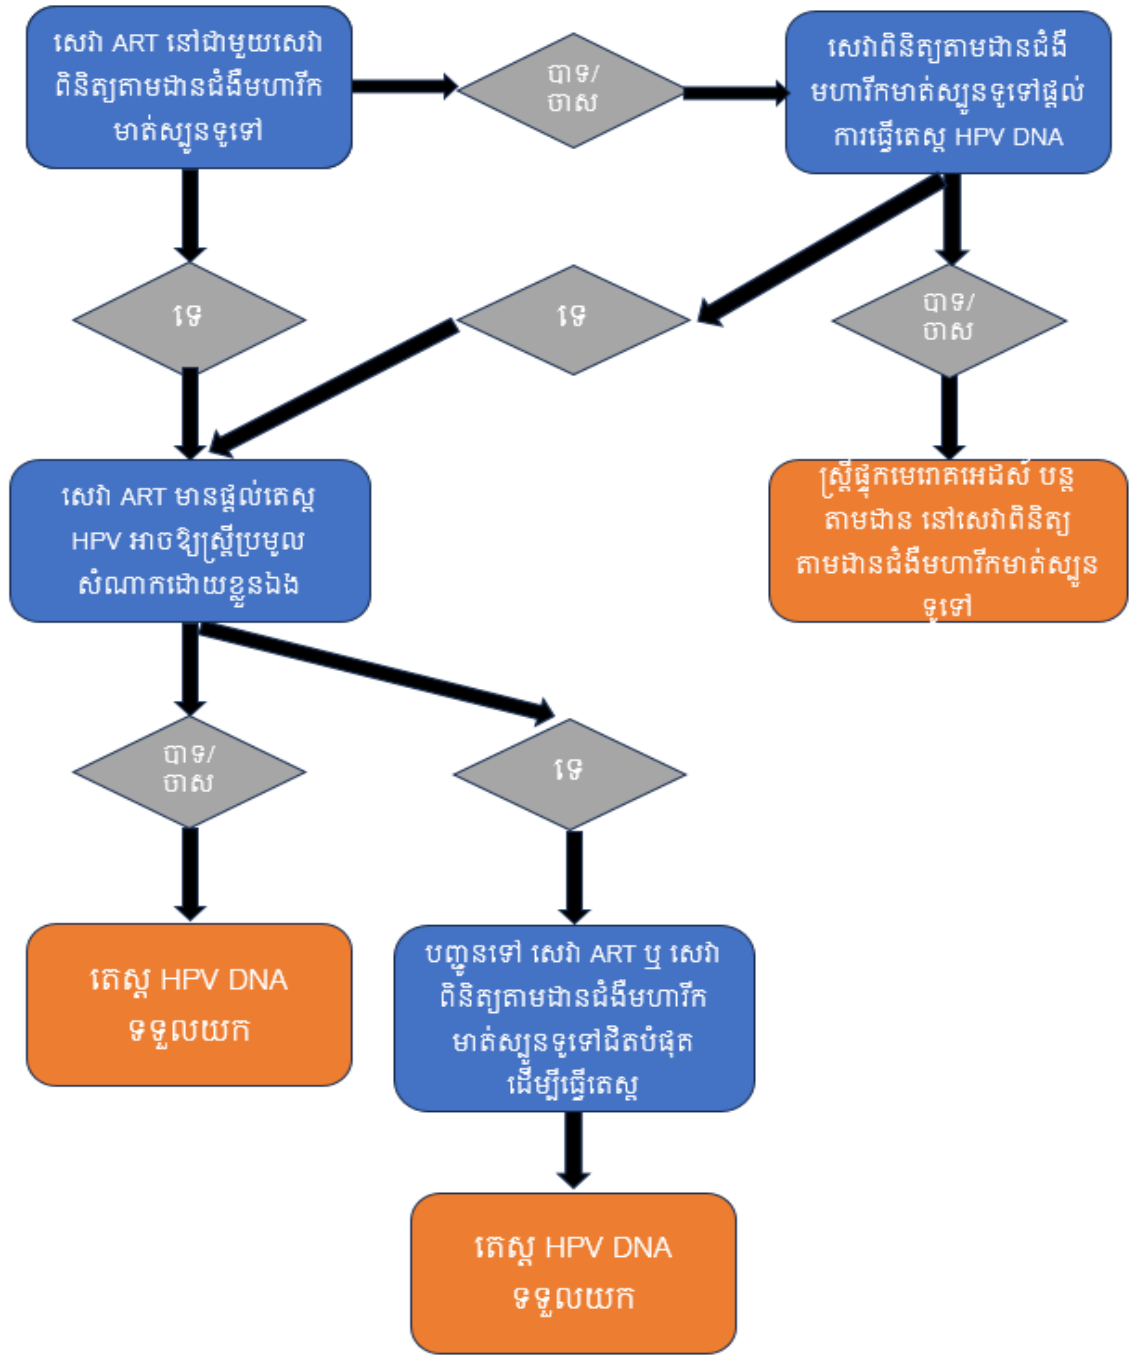 សេវា ART នៅជាមួយសេវា
ពិនិត្យតាមដានជំងឺមហារីក
មាត់ស្បូនទូទៅ
បាទ/
ចាស
សេវាពិនិត្យតាមដានជំងឺ
មហារីកមាត់ស្បូនទូទៅផ្តល់
ការធ្វើតេស្ត HPV DNA
ទេ
ទេ
បាទ/
ចាស
សេវា ART មានផ្តល់តេស្ត
HPV អាចឱ្យស្ត្រីប្រមូល
សំណាកដោយខ្លួនឯង
ស្ត្រីផ្ទុកមេរោគអេដស៍ បន្ត
តាមដាន នៅសេវាពិនិត្យ
តាមដានជំងឺមហារីកមាត់ស្បូន
ទូទៅ
បាទ/
ចាស
ទេ
តេស្ត HPV DNA
ទទួលយក
បញ្ជូនទៅ សេវា ART ឬ សេវា
ពិនិត្យតាមដានជំងឺមហារីក
មាត់ស្បូនទូទៅជិតបំផុត
ដើម្បីធ្វើតេស្ត
តេស្ត HPV DNA
ទទួលយក